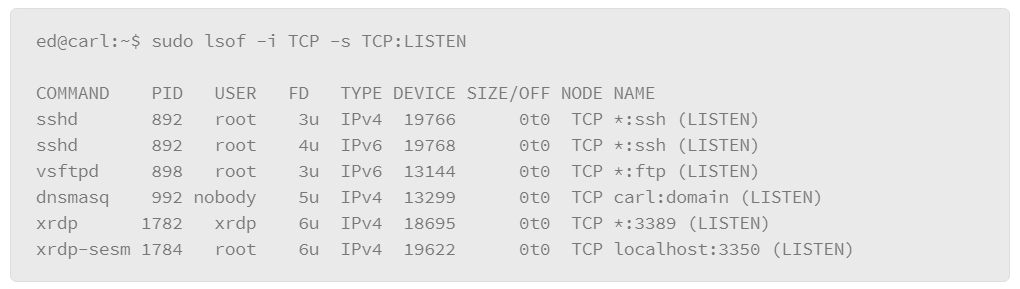 ed@carl:~$ sudo lsof -i TCP -s TCP:LISTEN
COMMAND    PID   USER   FD   TYPE DEVICE SIZE/OFF NODE NAME
sshd       892   root    3u  IPv4  19766      0t0  TCP *:ssh (LISTEN)
sshd       892   root    4u  IPv6  19768      0t0  TCP *:ssh (LISTEN)
vsftpd     898   root    3u  IPv6  13144      0t0  TCP *:ftp (LISTEN)
dnsmasq    992 nobody    5u  IPv4  13299      0t0  TCP carl:domain (LISTEN)
xrdp      1782   xrdp    6u  IPv4  18695      0t0  TCP *:3389 (LISTEN)
xrdp-sesm 1784   root    6u  IPv4  19622      0t0  TCP localhost:3350 (LISTEN)